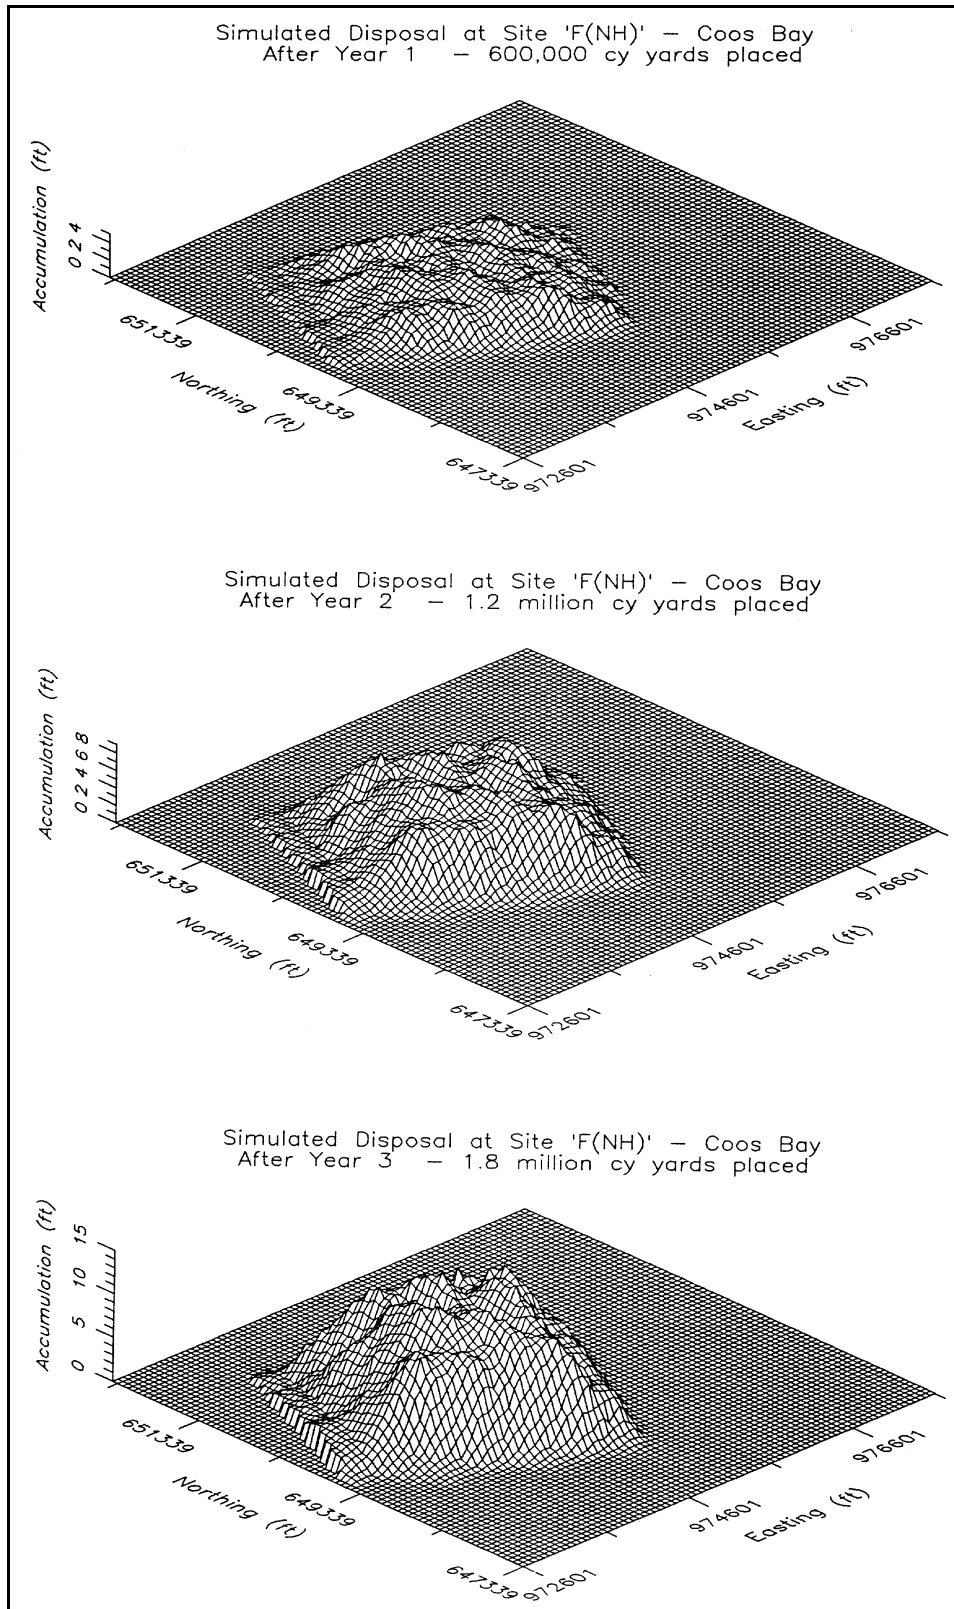 Simulated Disposal at Site 'F(NH)' – Coos Bay
After Year 1 – 600,000 cy yards placed
Accumulation (ft)
0 2 4
651339
Northing (ft)
649339
647339
972601
974601
Easting (ft)
976601
Simulated Disposal at Site 'F(NH)' – Coos Bay
After Year 2 – 1.2 million cy yards placed
Accumulation (ft)
0 2 4 6 8
651339
Northing (ft)
649339
647339
972601
974601
Easting (ft)
976601
Simulated Disposal at Site 'F(NH)' – Coos Bay
After Year 3 – 1.8 million cy yards placed
Accumulation (ft)
0 5 10 15
651339
Northing (ft)
649339
647339
972601
974601
Easting (ft)
976601